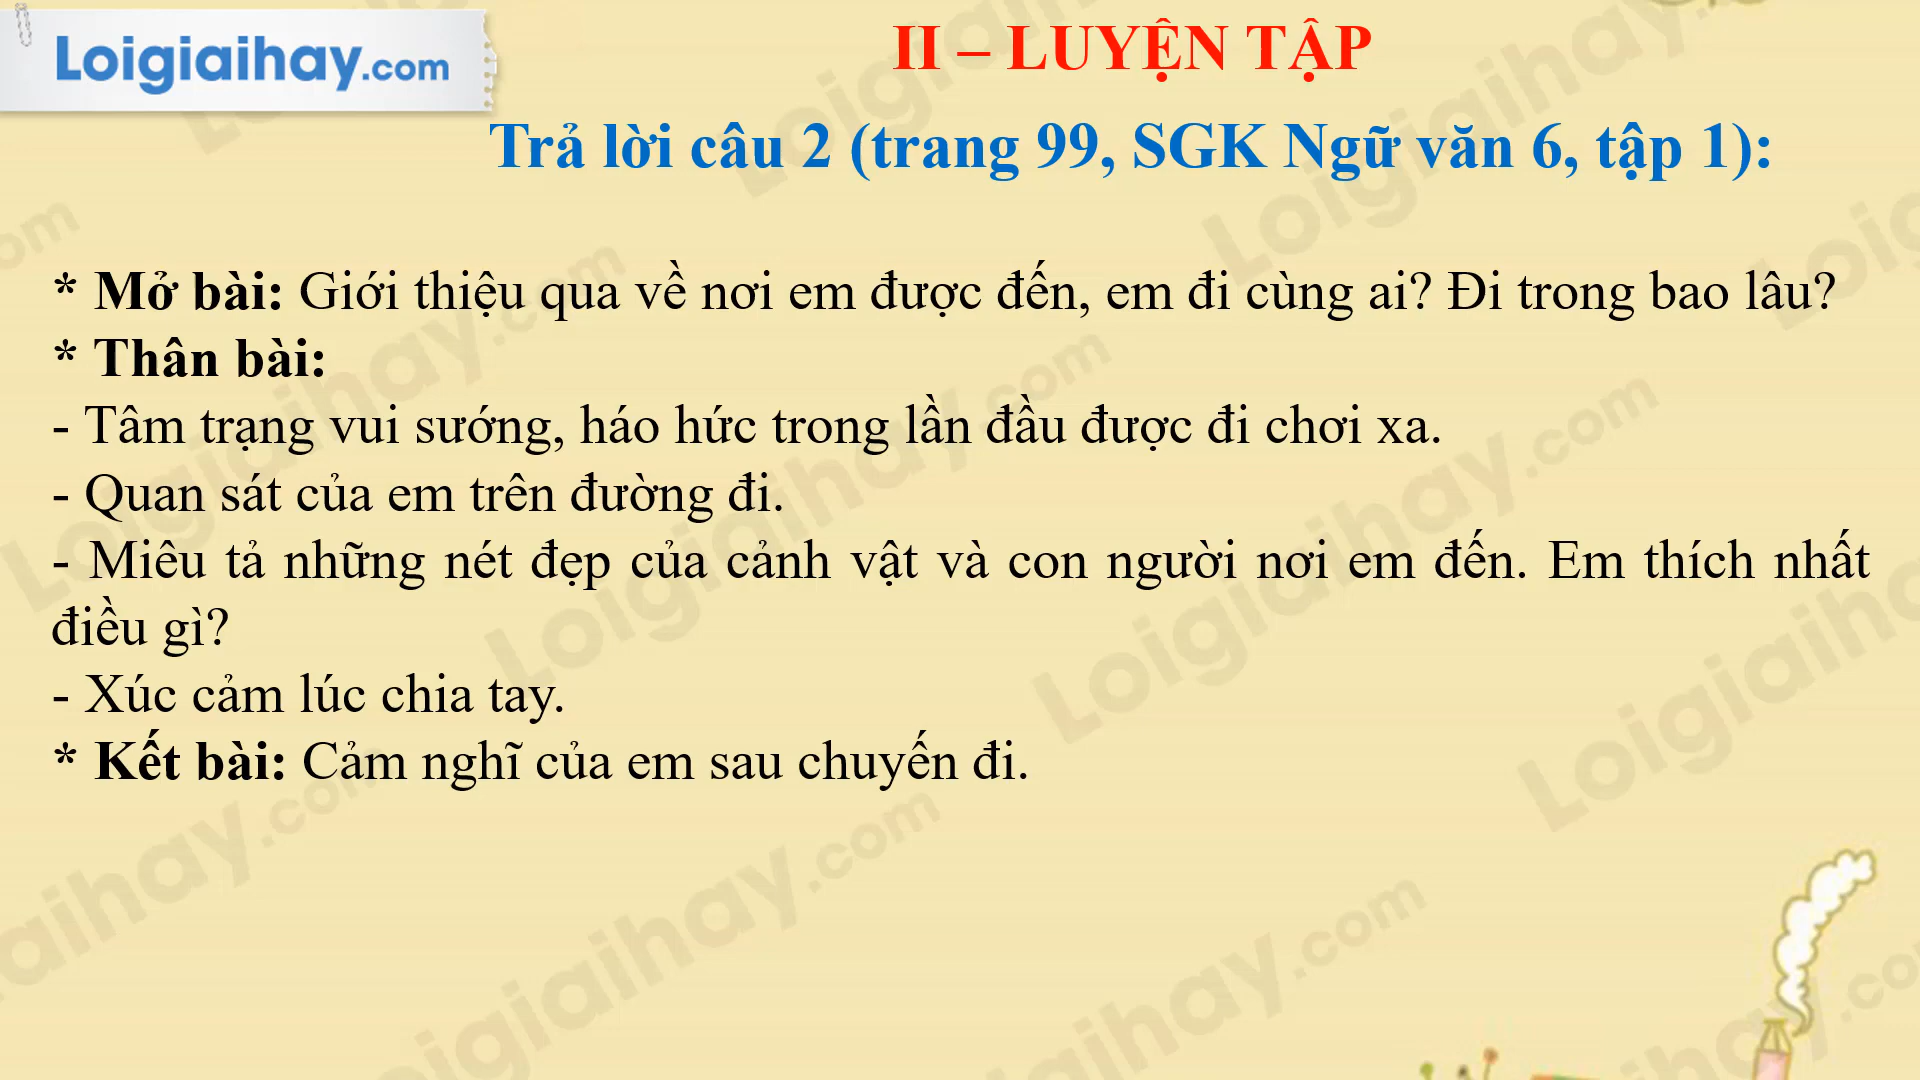 Loigiaihay.com
II – LUYỆN TẬP
Trả lời câu 2 (trang 99, SGK Ngữ văn 6, tập 1):
* Mở bài: Giới thiệu qua về nơi em được đến, em đi cùng ai? Đi trong bao lâu?
* Thân bài:
- Tâm trạng vui sướng, háo hức trong lần đầu được đi chơi xa.
- Quan sát của em trên đường đi.
- Miêu tả những nét đẹp của cảnh vật và con người nơi em đến. Em thích nhất
điều gì?
- Xúc cảm lúc chia tay.
* Kết bài: Cảm nghĩ của em sau chuyến đi.